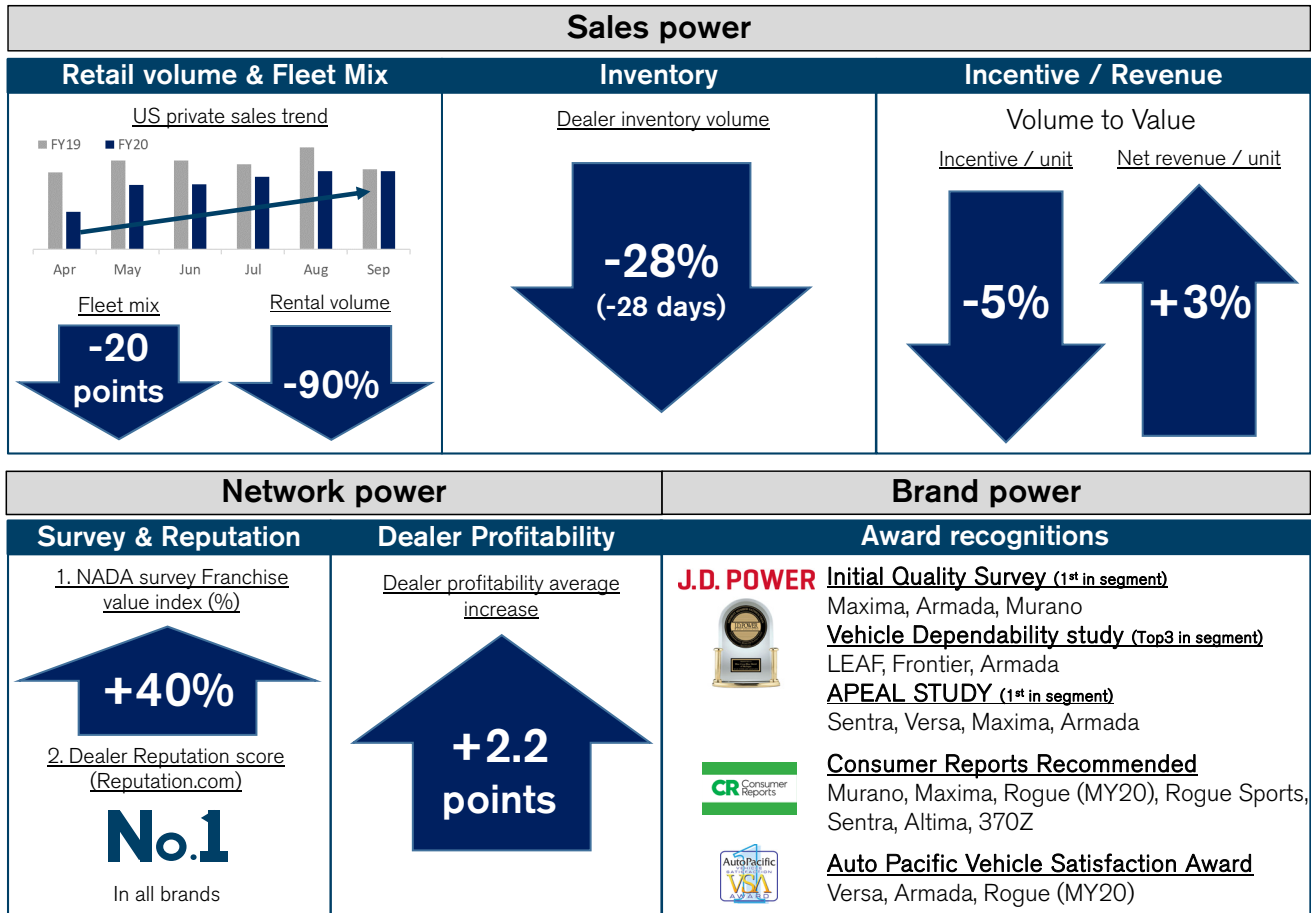 Sales power
Retail volume & Fleet Mix
US private sales trend
FY19 FY20
Apr May Jun Jul Aug Sep
Fleet mix
-20
points
Rental volume
-90%
Inventory
Dealer inventory volume
-28%
(-28 days)
Incentive / Revenue
Volume to Value
Incentive / unit
-5%
Net revenue / unit
+3%
Network power
Survey & Reputation
1. NADA survey Franchise
value index (%)
+40%
2. Dealer Reputation score
(Reputation.com)
No.1
In all brands
Dealer Profitability
Dealer profitability average
increase
+2.2
points
Brand power
Award recognitions
J.D. POWER
J.D. POWER
Initial Quality Survey (1st in segment)
Maxima, Armada, Murano
Vehicle Dependability study (Top3 in segment)
LEAF, Frontier, Armada
APEAL STUDY (1st in segment)
Sentra, Versa, Maxima, Armada
CR Consumer
Reports
Consumer Reports Recommended
Murano, Maxima, Rogue (MY20), Rogue Sports,
Sentra, Altima, 370Z
AutoPacific
VEHICLE
SATISFACTION
VSA
AWARD
Auto Pacific Vehicle Satisfaction Award
Versa, Armada, Rogue (MY20)